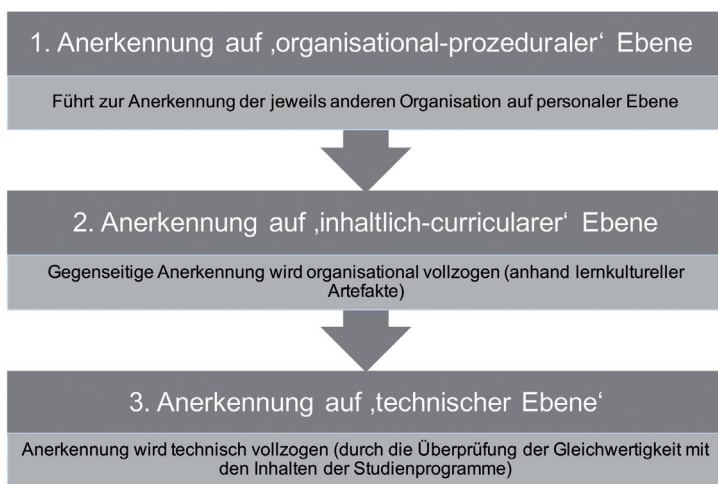 1. Anerkennung auf ‚organisational-prozeduraler‘ Ebene
Führt zur Anerkennung der jeweils anderen Organisation auf personaler Ebene
2. Anerkennung auf ‚inhaltlich-curricularer‘ Ebene
Gegenseitige Anerkennung wird organisational vollzogen (anhand lernkultureller
Artefakte)
3. Anerkennung auf ‚technischer Ebene‘
Anerkennung wird technisch vollzogen (durch die Überprüfung der Gleichwertigkeit mit
den Inhalten der Studienprogramme)